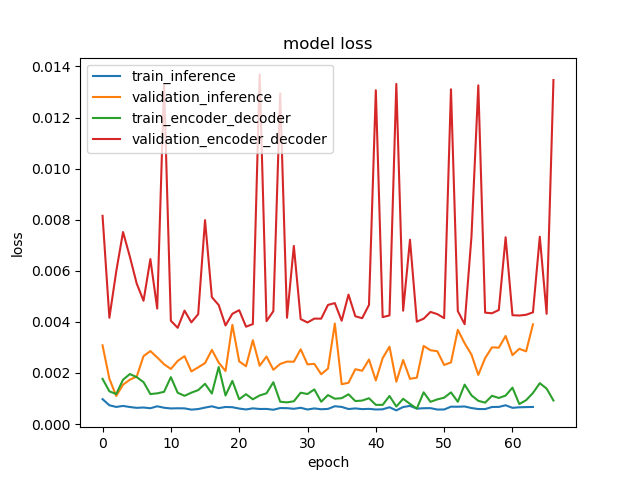 model loss
train_inference
validation_inference
train_encoder_decoder
validation_encoder_decoder
0.014
0.012
0.010
0.008
0.006
0.004
0.002
0.000
loss
0 10 20 30 40 50 60
epoch